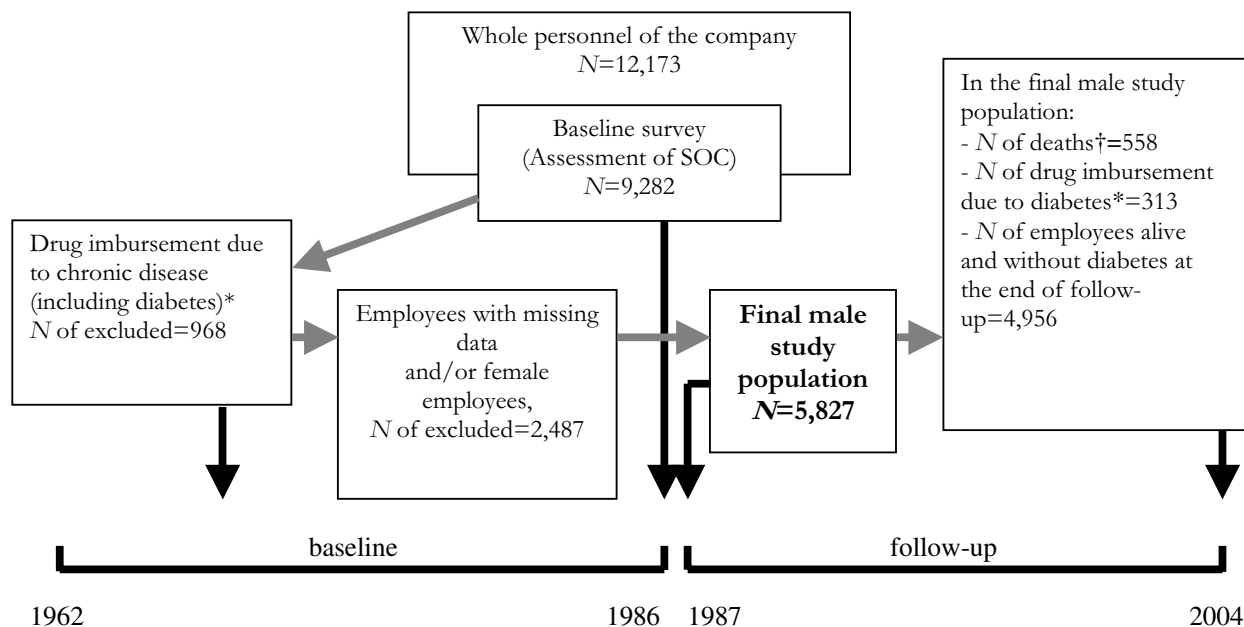 Whole personnel of the company
N=12,173
Baseline survey
(Assessment of SOC)
N=9,282
Drug imbursement due
to chronic disease
(including diabetes)*
N of excluded=968
Employees with missing
data
and/or female
employees,
N of excluded=2,487
Final male
study
population
N=5,827
In the final male study
population:
- N of deaths†=558
- N of drug imbursement
due to diabetes*=313
- N of employees alive
and without diabetes at
the end of follow-
up=4,956
baseline
follow-up
1962
1986
1987
2004